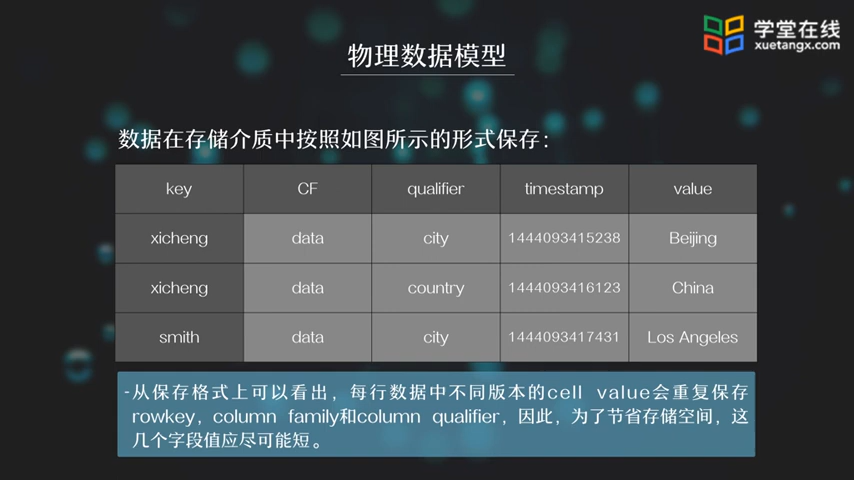 学堂在线
xuetangx.com
物理数据模型
数据在存储介质中按照如图所示的形式保存：
key CF qualifier timestamp value
xicheng data city 1444093415238 Beijing
xicheng data country 1444093416123 China
smith data city 1444093417431 Los Angeles
-从保存格式上可以看出，每行数据中不同版本的cell value会重复保存
rowkey，column family和column qualifier，因此，为了节省存储空间，这
几个字段值应尽可能短。